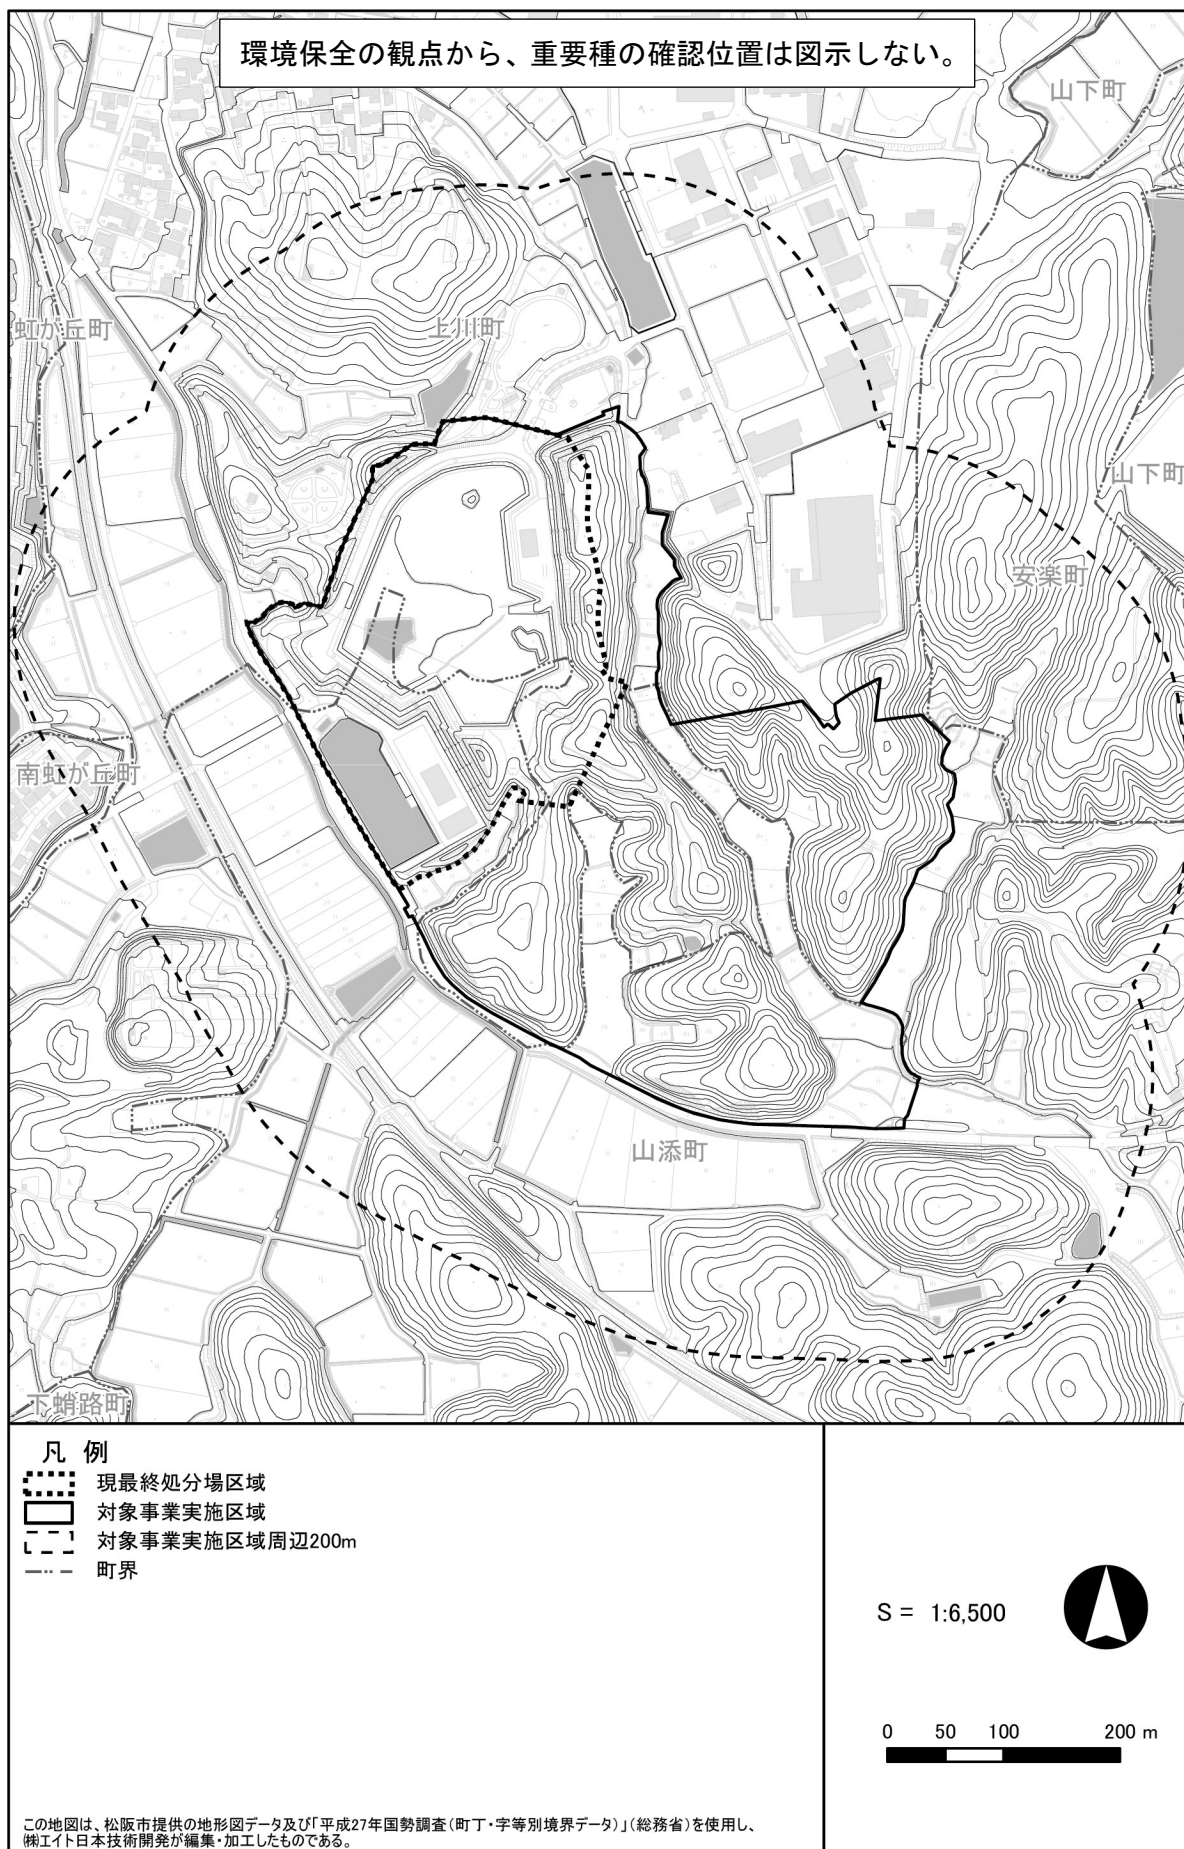 環境保全の観点から、重要種の確認位置は図示しない。
山下町
虹が丘町
上川町
山下町
安楽町
南虹が丘町
山添町
下蛸路町
凡 例
現最終処分場区域
対象事業実施区域
対象事業実施区域周辺200m
町界
S = 1:6,500
0 50 100 200 m
この地図は、松阪市提供の地形図データ及び「平成27年国勢調査(町丁・字等別境界データ)」(総務省)を使用し、
㈱エイト日本技術開発が編集・加工したものである。